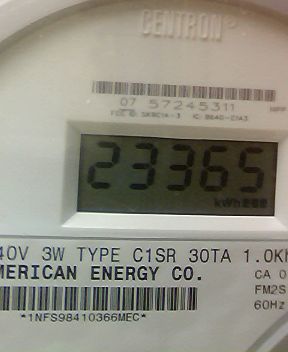 CENTRON®
07 57245311
23365
kWh
40V 3W TYPE C1SR 30TA 1.0Kh
MERICAN ENERGY CO.
CA 0
FM2S
60Hz
*1NFS98410366MEC*